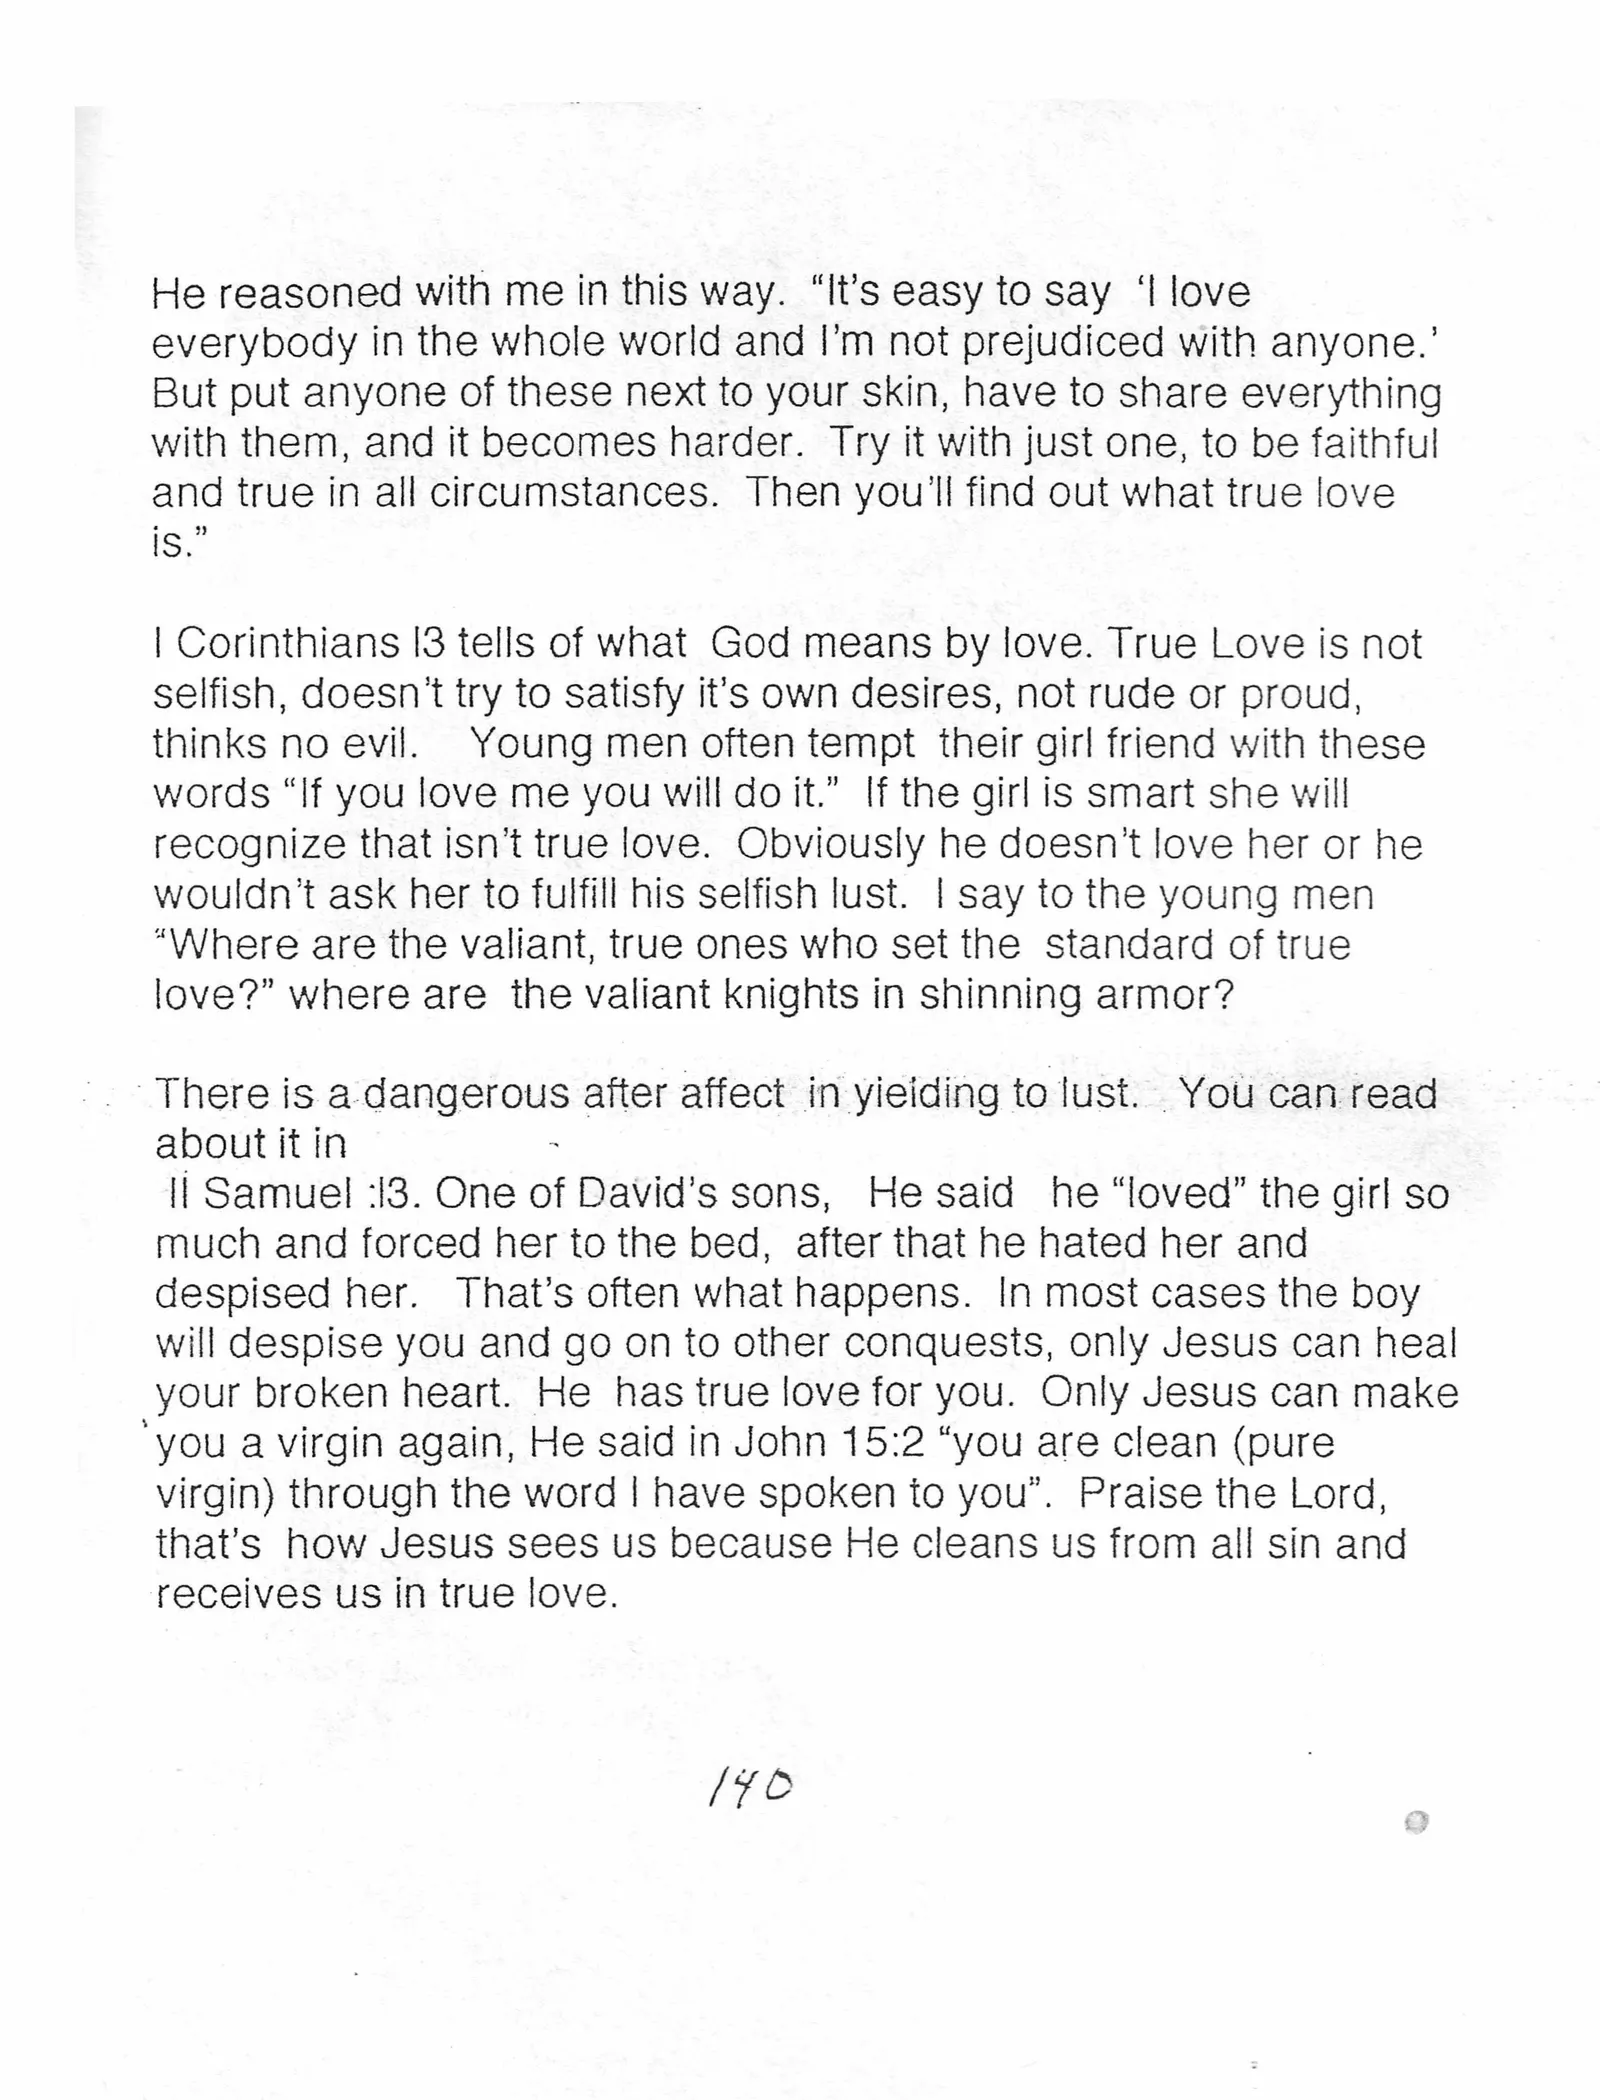 He reasoned with me in this way.  “It’s easy to say  ‘I love
everybody in the whole world and I’m not prejudiced with anyone.’
But put anyone of these next to your skin, have to share everything
with them, and it becomes harder.  Try it with just one, to be faithful
and true in all circumstances.  Then you’ll find out what true love
is.”

I Corinthians l3 tells of what  God means by love. True Love is not
selfish, doesn’t try to satisfy it’s own desires, not rude or proud,
thinks no evil.    Young men often tempt  their girl friend with these
words “If you love me you will do it.”  If the girl is smart she will
recognize that isn’t true love.  Obviously he doesn’t love her or he
wouldn’t ask her to fulfill his selfish lust.  I say to the young men
“Where are the valiant, true ones who set the  standard of true
love?” where are  the valiant knights in shinning armor?

There is a dangerous after affect  in yielding to lust.   You can read
about it in
II Samuel :l3. One of David’s sons,   He said   he “loved” the girl so
much and forced her to the bed,  after that he hated her and
despised her.   That’s often what happens.  In most cases the boy
will despise you and go on to other conquests, only Jesus can heal
your broken heart.  He  has true love for you.  Only Jesus can make
you a virgin again, He said in John 15:2 “you are clean (pure
virgin) through the word I have spoken to you”.  Praise the Lord,
that’s  how Jesus sees us because He cleans us from all sin and
receives us in true love.

140